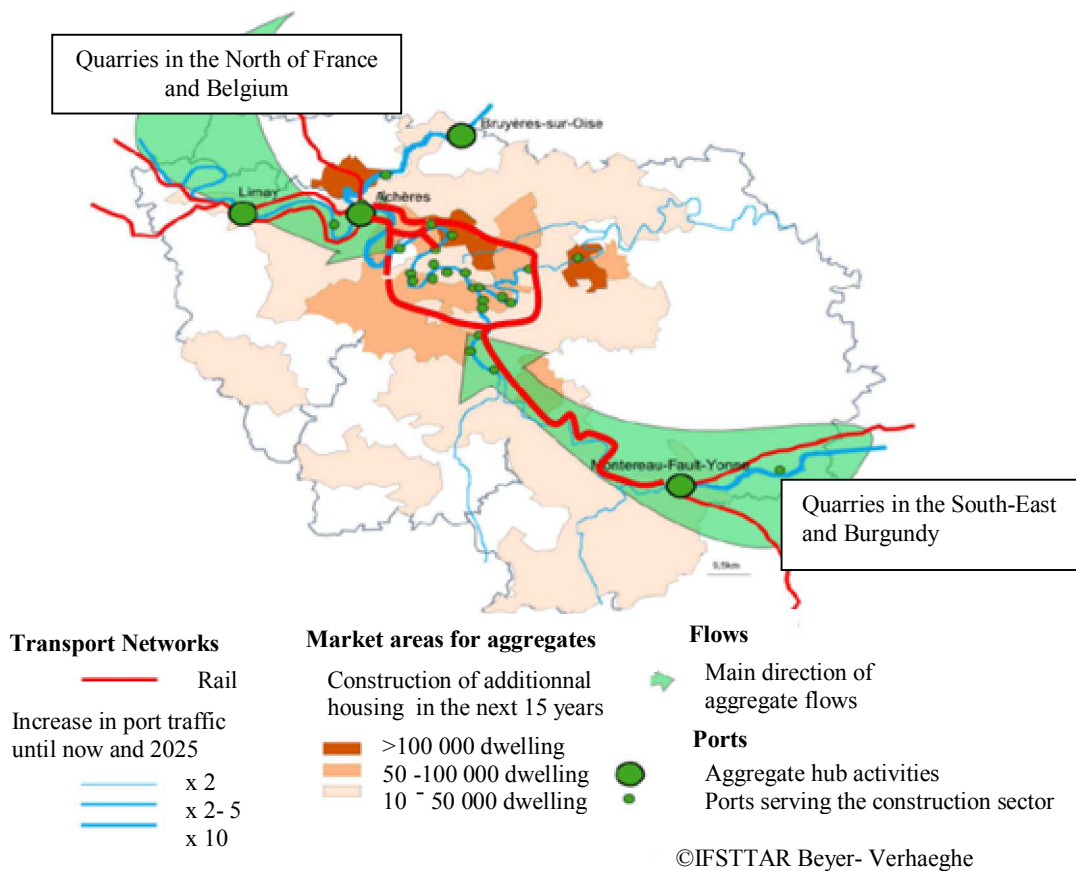 Quarries in the North of France
and Belgium
Bruyères-sur-Oise
Limay
Achères
Montereau-Fault-Yonne
Quarries in the South-East
and Burgundy
5,5km
Transport Networks
Rail
Increase in port traffic
until now and 2025
x 2
x 2- 5
x 10
Market areas for aggregates
Construction of additionnal
housing in the next 15 years
>100 000 dwelling
50 -100 000 dwelling
10 - 50 000 dwelling
Flows
Main direction of
aggregate flows
Ports
Aggregate hub activities
Ports serving the construction sector
©IFSTTAR Beyer- Verhaeghe